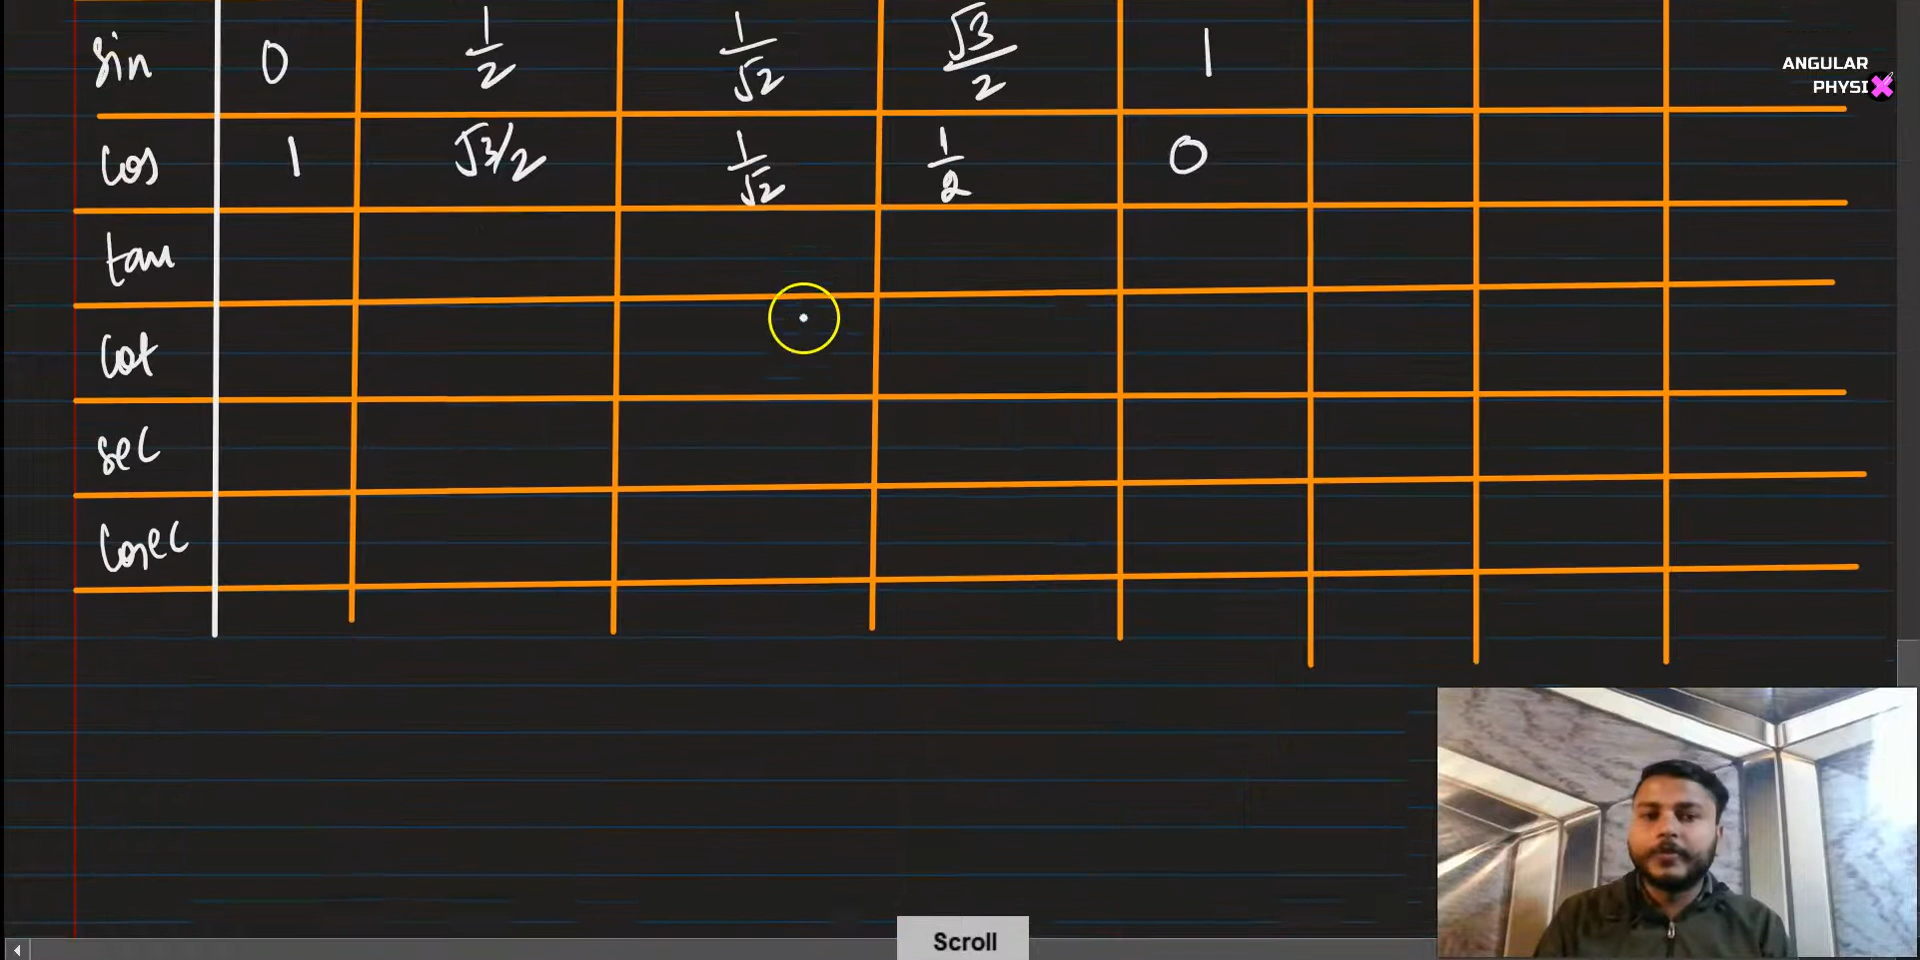 sin 0 1/2 1/√2 √3/2 1
cos 1 √3/2 1/√2 1/2 0
tan
cot
sec
cosec
ANGULAR
PHYSI
Scroll